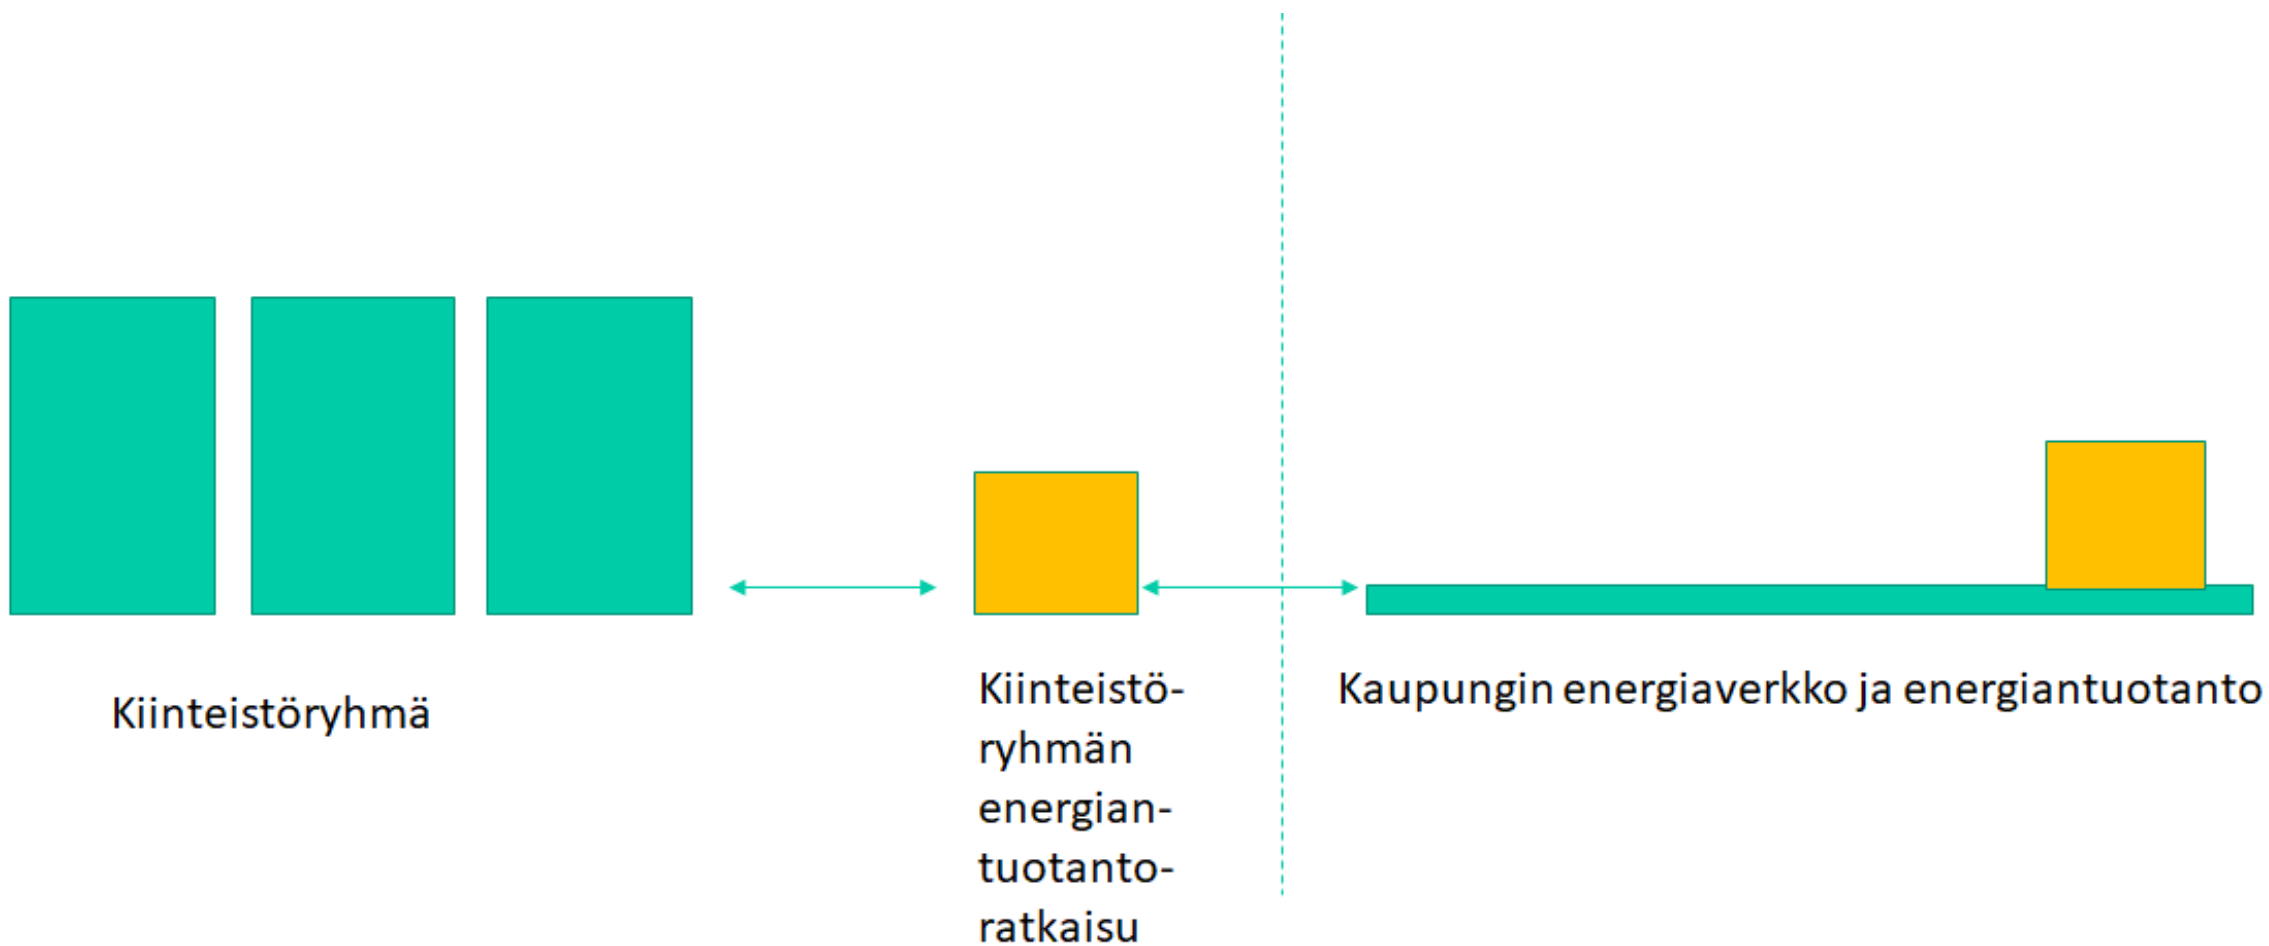 Kiinteistöryhmä
Kiinteistö-
ryhmän
energian-
tuotanto-
ratkaisu
Kaupungin energiaverkko ja energiantuotanto